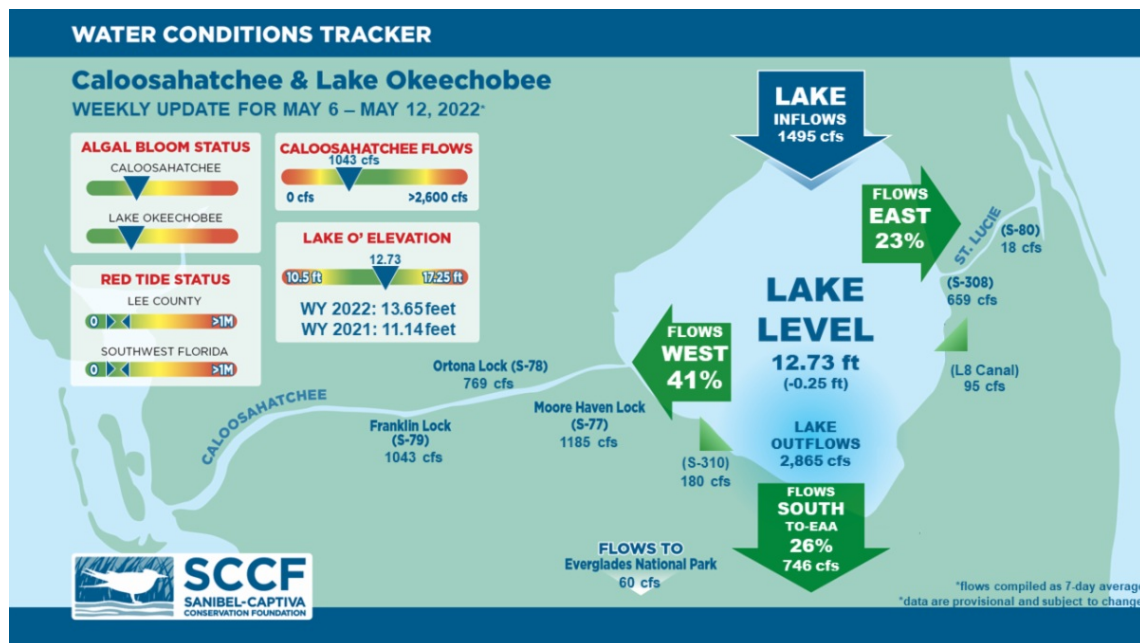 WATER CONDITIONS TRACKER
Caloosahatchee & Lake Okeechobee
WEEKLY UPDATE FOR MAY 6 – MAY 12, 2022*
ALGAL BLOOM STATUS
CALOOSAHATCHEE
LAKE OKEECHOBEE
RED TIDE STATUS
LEE COUNTY
0 >1M
SOUTHWEST FLORIDA
0 >1M
CALOOSAHATCHEE FLOWS
1043 cfs
0 cfs >2,600 cfs
LAKE O' ELEVATION
12.73
10.5 ft 17.25 ft
WY 2022: 13.65 feet
WY 2021: 11.14 feet
LAKE
INFLOWS
1495 cfs
FLOWS
EAST
23%
ST. LUCIE
(S-80)
18 cfs
(S-308)
659 cfs
LAKE
LEVEL
12.73 ft
(-0.25 ft)
(L8 Canal)
95 cfs
FLOWS
WEST
41%
Ortona Lock (S-78)
769 cfs
CALOOSAHATCHEE
Franklin Lock
(S-79)
1043 cfs
Moore Haven Lock
(S-77)
1185 cfs
LAKE
OUTFLOWS
2,865 cfs
(S-310)
180 cfs
FLOWS
SOUTH
TO-EAA
26%
746 cfs
FLOWS TO
Everglades National Park
60 cfs
SCCF
SANIBEL-CAPTIVA
CONSERVATION FOUNDATION
*flows compiled as 7-day average
*data are provisional and subject to change